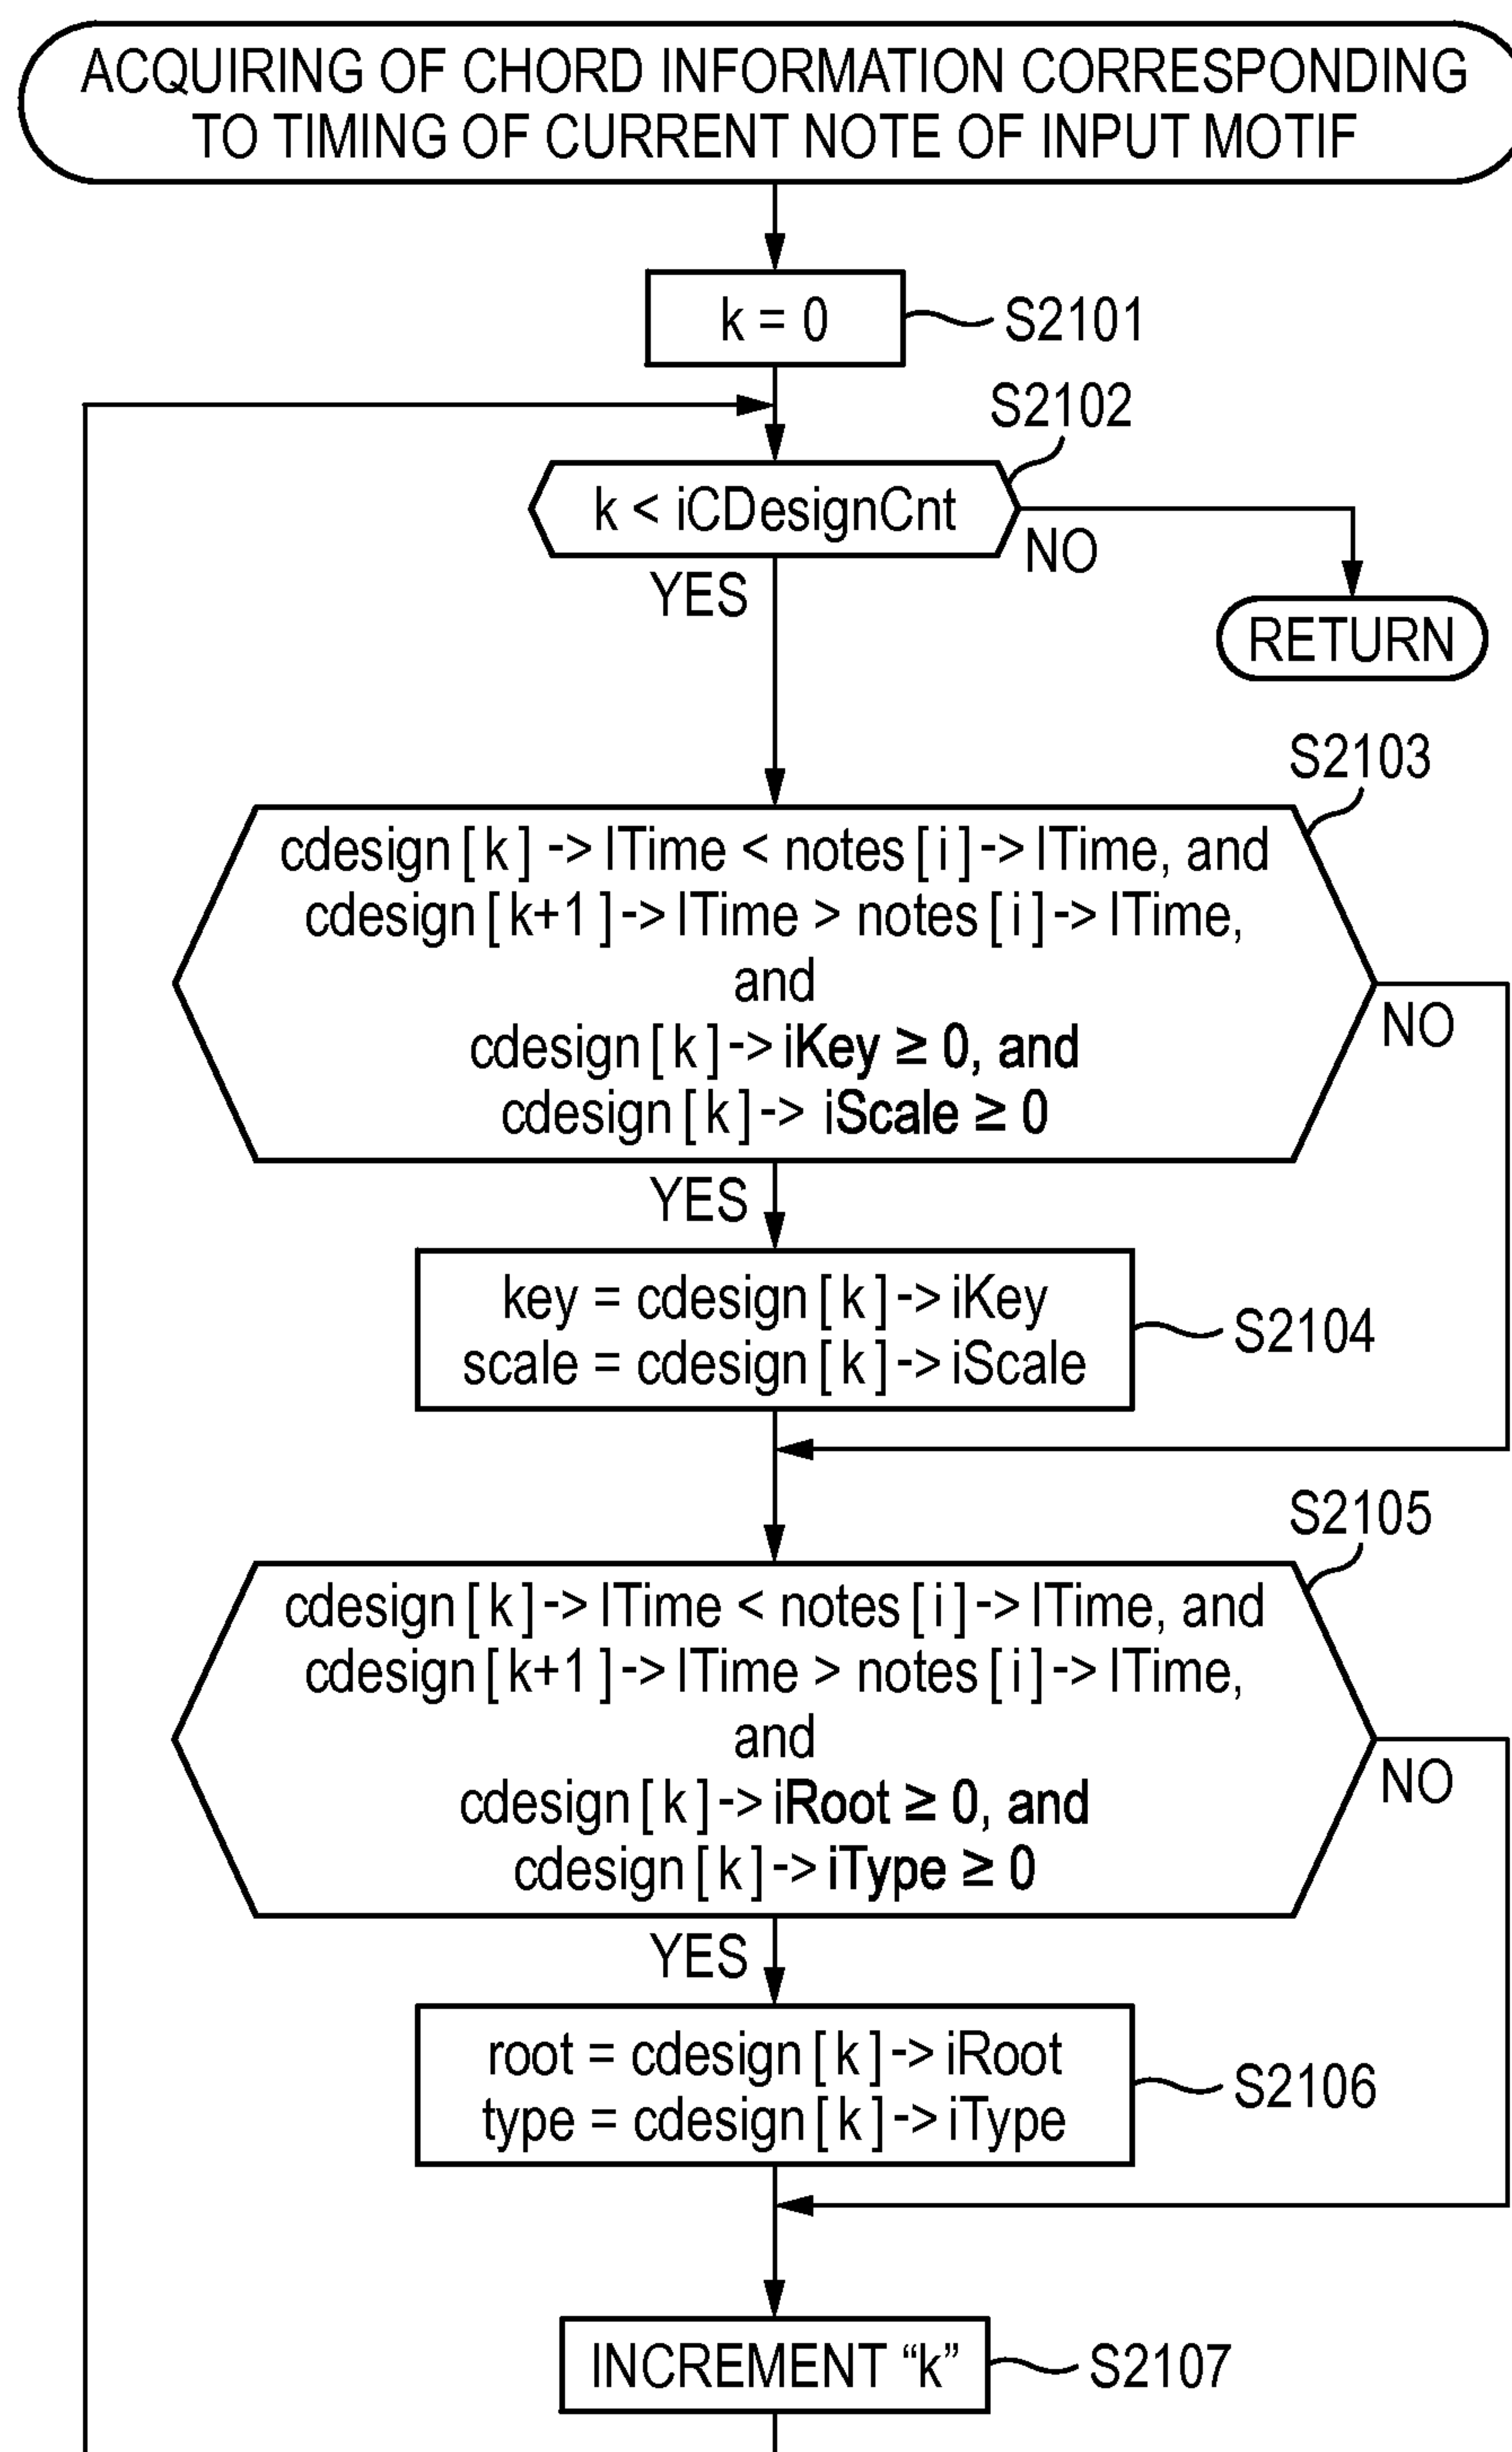 ACQUIRING OF CHORD INFORMATION CORRESPONDING
TO TIMING OF CURRENT NOTE OF INPUT MOTIF
k = 0
S2101
S2102
k < iCDesignCnt
NO
YES
RETURN
S2103
cdesign [ k ] -> lTime < notes [ i ] -> lTime, and
cdesign [ k+1 ] -> lTime > notes [ i ] -> lTime,
and
cdesign [ k ] -> iKey ≥ 0, and
cdesign [ k ] -> iScale ≥ 0
NO
YES
key = cdesign [ k ] -> iKey
scale = cdesign [ k ] -> iScale
S2104
S2105
cdesign [ k ] -> lTime < notes [ i ] -> lTime, and
cdesign [ k+1 ] -> lTime > notes [ i ] -> lTime,
and
cdesign [ k ] -> iRoot ≥ 0, and
cdesign [ k ] -> iType ≥ 0
NO
YES
root = cdesign [ k ] -> iRoot
type = cdesign [ k ] -> iType
S2106
INCREMENT “k”
S2107